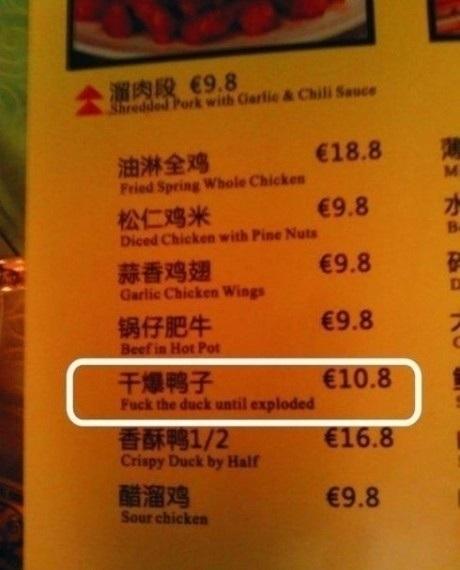 溜肉段 €9.8
Shredded Pork with Garlic & Chili Sauce
油淋全鸡 €18.8
Fried Spring Whole Chicken
松仁鸡米 €9.8
Diced Chicken with Pine Nuts
蒜香鸡翅 €9.8
Garlic Chicken Wings
锅仔肥牛 €9.8
Beef in Hot Pot
干爆鸭子 €10.8
Fuck the duck until exploded
香酥鸭1/2 €16.8
Crispy Duck by Half
醋溜鸡 €9.8
Sour chicken